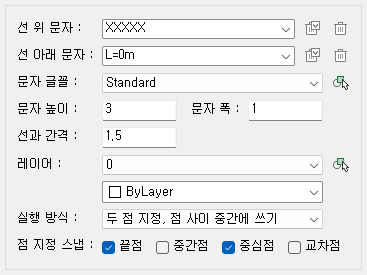 선 위 문자 : XXXXX
선 아래 문자 : L=0m
문자 글꼴 : Standard
문자 높이 : 3 문자 폭 : 1
선과 간격 : 1.5
레이어 : 0
ByLayer
실행 방식 : 두 점 지정, 점 사이 중간에 쓰기
점 지정 스냅 : 끝점 중간점 중심점 교차점